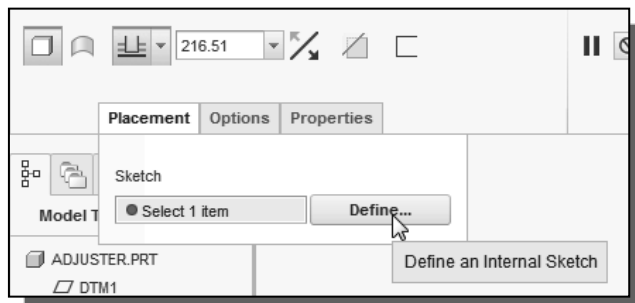 216.51
Placement Options Properties
Sketch
Select 1 item Define...
Model T
ADJUSTER.PRT
Define an Internal Sketch
DTM1